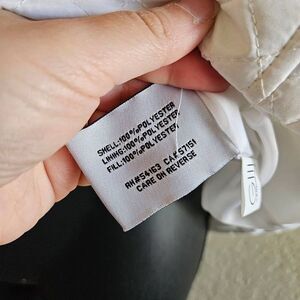 SHELL:100%POLYESTER
LINING:100%POLYESTER
FILL:100%POLYESTER
RN#54163 CA#57151
CARE ON REVERSE